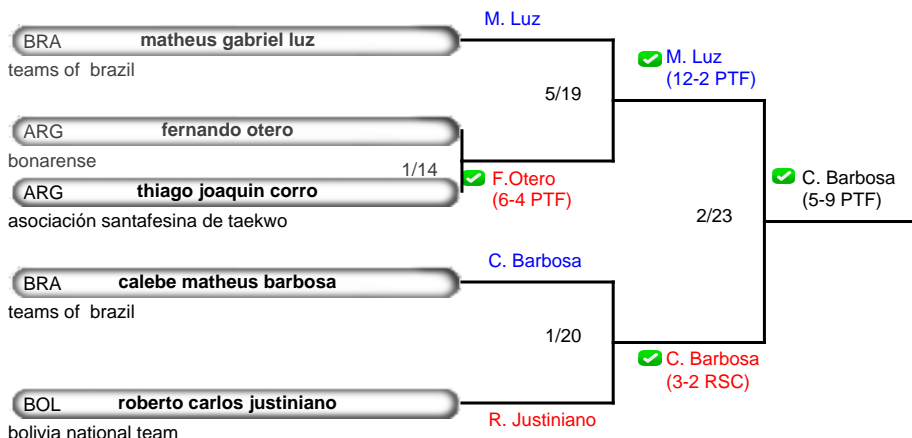 M. Luz
BRA matheus gabriel luz
teams of brazil
M. Luz
(12-2 PTF)
5/19
ARG fernando otero
bonarense
1/14
F.Otero
(6-4 PTF)
ARG thiago joaquin corro
asociación santafesina de taekwo
C. Barbosa
(5-9 PTF)
2/23
C. Barbosa
BRA calebe matheus barbosa
teams of brazil
1/20
C. Barbosa
(3-2 RSC)
BOL roberto carlos justiniano
R. Justiniano
bolivia national team